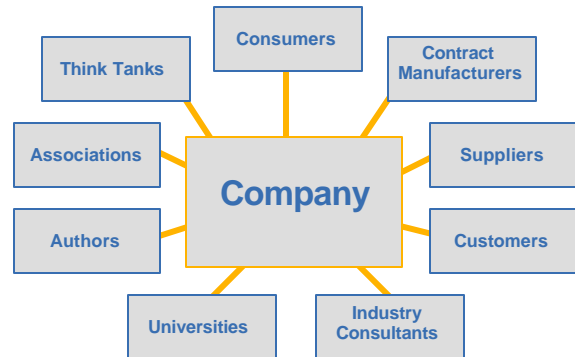 Consumers
Contract
Manufacturers
Think Tanks
Associations
Suppliers
Company
Authors
Customers
Universities
Industry
Consultants